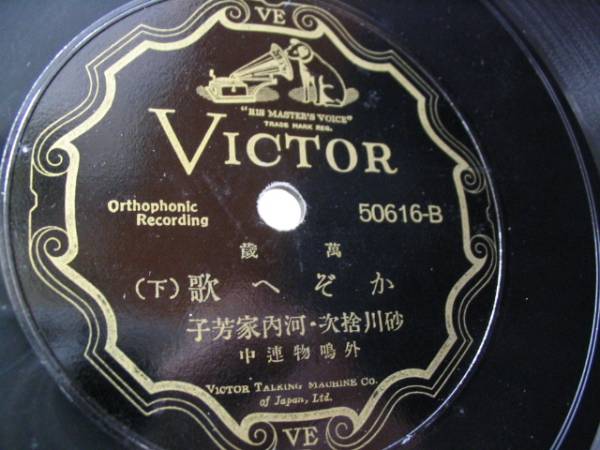 VE
"HIS MASTER'S VOICE"
TRADE MARK REG.
VICTOR
Orthophonic
Recording
50616-B
萬歲
かぞへ歌(下)
砂川捨次・河內家芳子
外鳴物連中
VICTOR TALKING MACHINE CO.
of Japan, Ltd.
VE